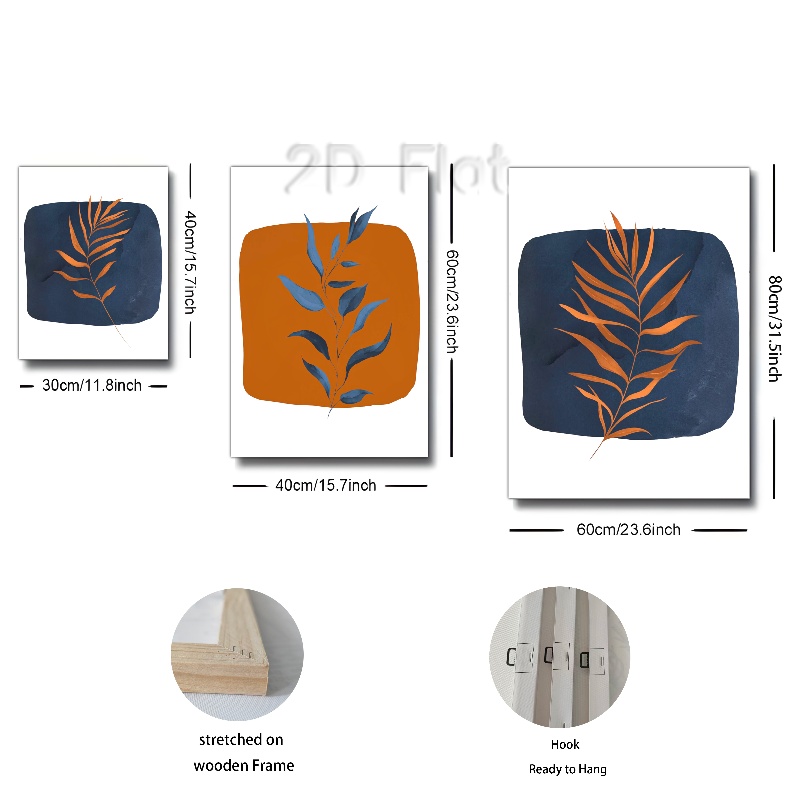 2D Flat
40cm/15.7inch
30cm/11.8inch
60cm/23.6inch
40cm/15.7inch
80cm/31.5inch
60cm/23.6inch
stretched on
wooden Frame
Hook
Ready to Hang